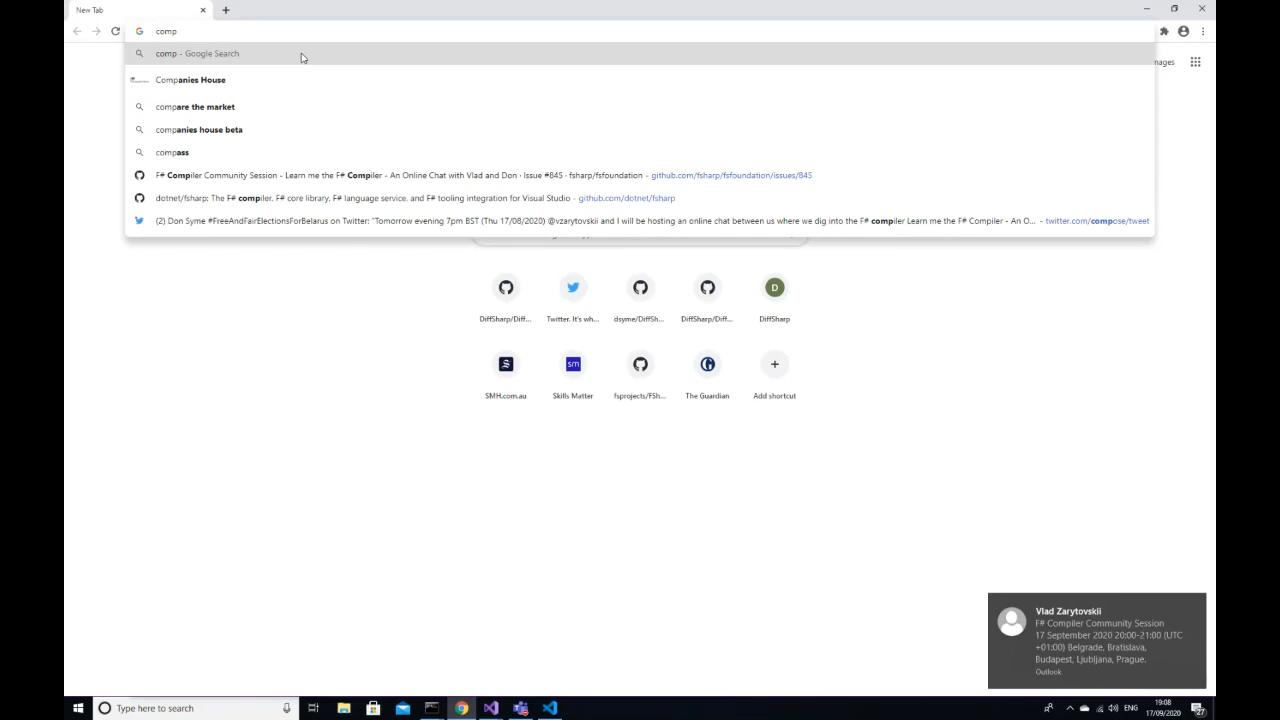 New Tab
comp
comp - Google Search
Companies House
compare the market
companies house beta
compass
F# Compiler Community Session - Learn me the F# Compiler - An Online Chat with Vlad and Don · Issue #845 · fsharp/fsfoundation - github.com/fsharp/fsfoundation/issues/845
dotnet/fsharp: The F# compiler, F# core library, F# language service, and F# tooling integration for Visual Studio - github.com/dotnet/fsharp
(2) Don Syme #FreeAndFairElectionsForBelarus on Twitter: "Tomorrow evening 7pm BST (Thu 17/08/2020) @vzarytovskii and I will be hosting an online chat between us where we dig into the F# compiler Learn me the F# Compiler - An O... - twitter.com/compose/tweet
mages
DiffSharp/Diff... Twitter. It's wh... dsyme/DiffSh... DiffSharp/Diff... D DiffSharp
SMH.com.au sm Skills Matter fsprojects/FSh... The Guardian Add shortcut
Vlad Zarytovskii
F# Compiler Community Session
17 September 2020 20:00-21:00 (UTC
+01:00) Belgrade, Bratislava,
Budapest, Ljubljana, Prague.
Outlook
Type here to search
ENG
19:08
17/09/2020
27